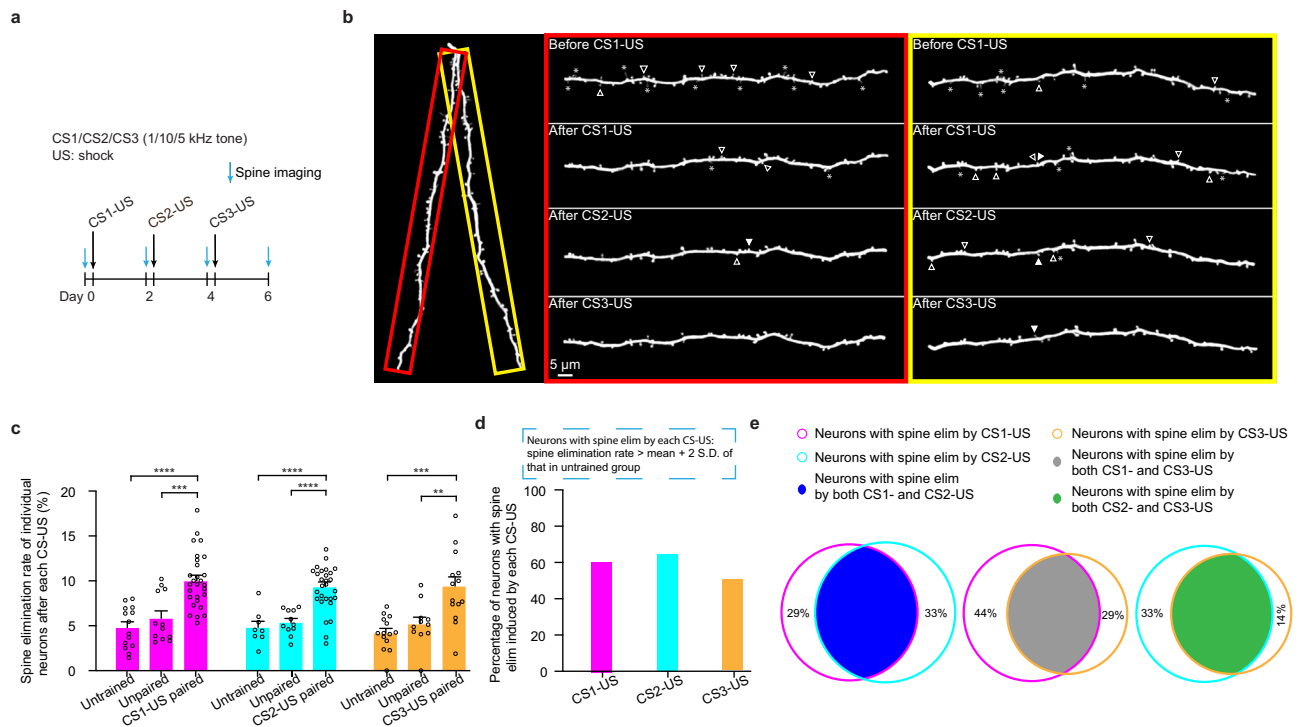 a
CS1/CS2/CS3 (1/10/5 kHz tone)
US: shock
Spine imaging
CS1-US
CS2-US
CS3-US
Day 0
2
4
6
b
Before CS1-US
After CS1-US
After CS2-US
After CS3-US
5 µm
Before CS1-US
After CS1-US
After CS2-US
After CS3-US
c
Spine elimination rate of individual
neurons after each CS-US (%)
20
15
10
5
0
****
***
****
****
***
**
Untrained
Unpaired
CS1-US paired
Untrained
Unpaired
CS2-US paired
Untrained
Unpaired
CS3-US paired
d
Neurons with spine elim by each CS-US:
spine elimination rate > mean + 2 S.D. of
that in untrained group
Percentage of neurons with spine
elim induced by each CS-US
100
80
60
40
20
0
CS1-US
CS2-US
CS3-US
e
Neurons with spine elim by CS1-US
Neurons with spine elim by CS2-US
Neurons with spine elim
by both CS1- and CS2-US
Neurons with spine elim by CS3-US
Neurons with spine elim by
both CS1- and CS3-US
Neurons with spine elim by
both CS2- and CS3-US
29%
33%
44%
29%
33%
14%